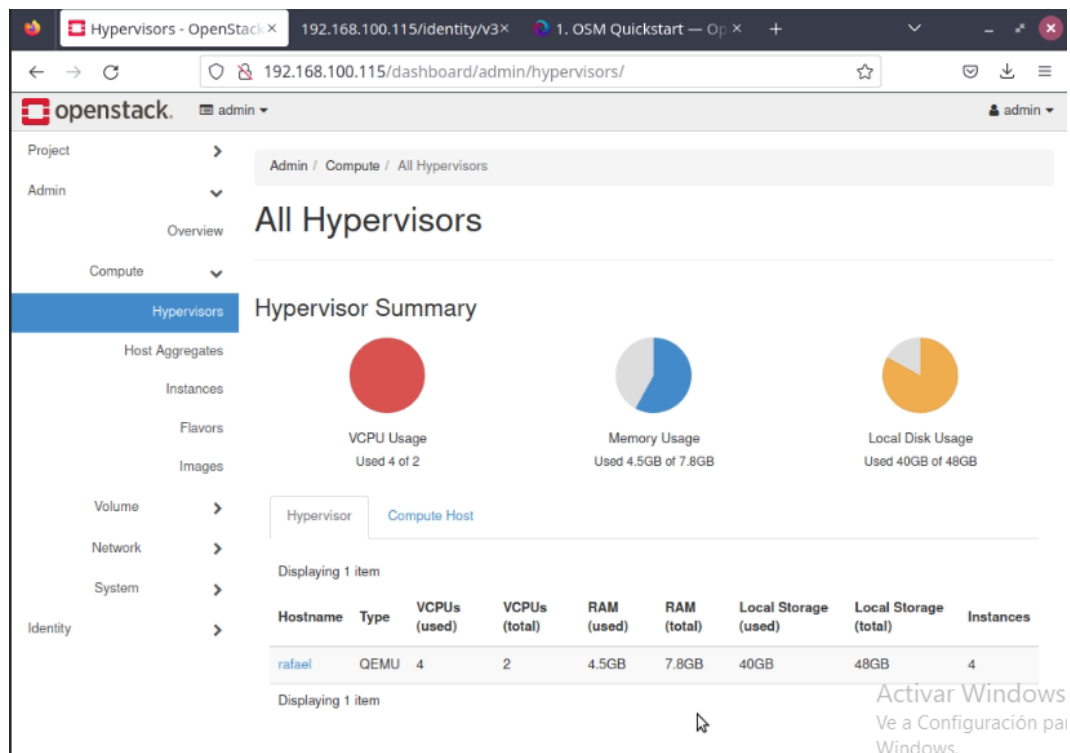 Hypervisors - OpenStack
192.168.100.115/identity/v3
1. OSM Quickstart — Op
192.168.100.115/dashboard/admin/hypervisors/
openstack.
admin
admin
Project
Admin
Overview
Compute
Hypervisors
Host Aggregates
Instances
Flavors
Images
Volume
Network
System
Identity
Admin / Compute / All Hypervisors
All Hypervisors
Hypervisor Summary
VCPU Usage
Used 4 of 2
Memory Usage
Used 4.5GB of 7.8GB
Local Disk Usage
Used 40GB of 48GB
Hypervisor Compute Host
Displaying 1 item
Hostname Type VCPUs (used) VCPUs (total) RAM (used) RAM (total) Local Storage (used) Local Storage (total) Instances
rafael QEMU 4 2 4.5GB 7.8GB 40GB 48GB 4
Displaying 1 item
Activar Windows
Ve a Configuración par
Windows.